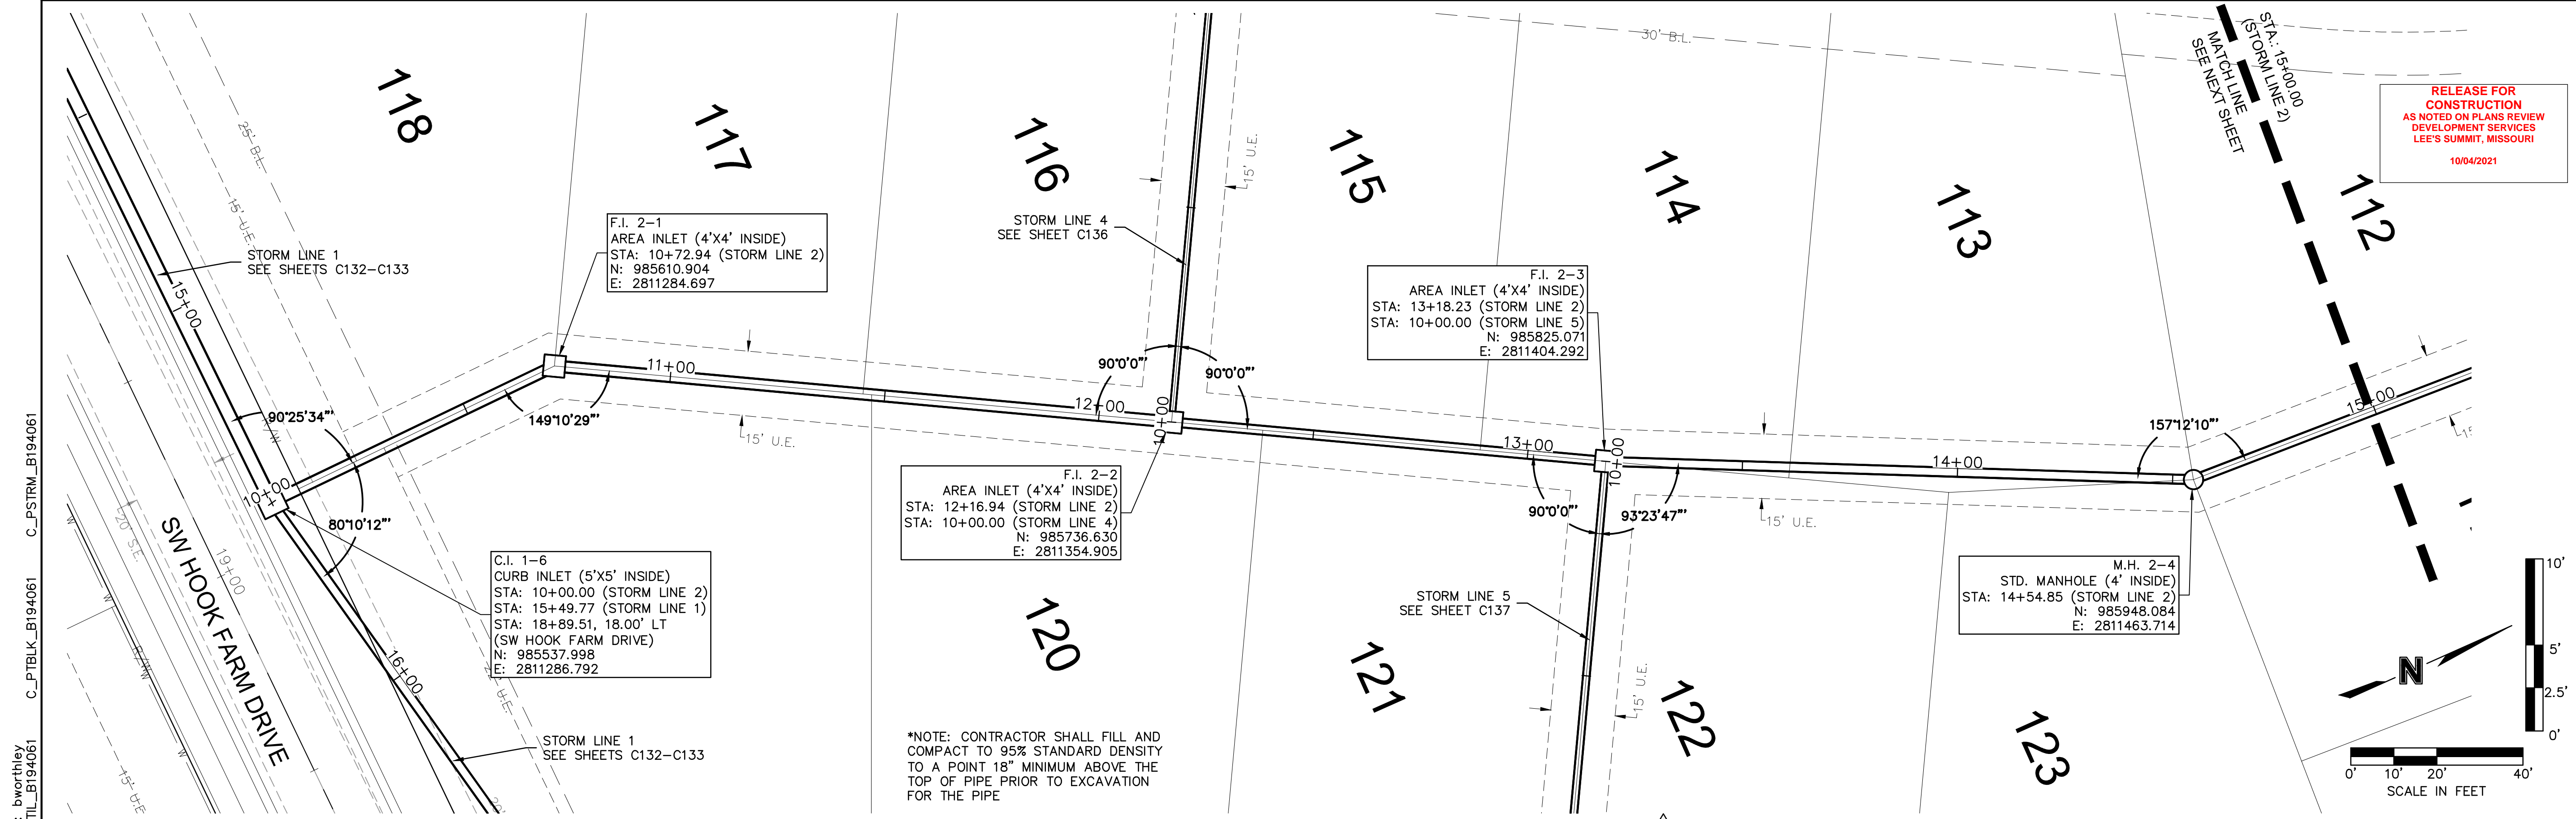 118
117
116
115
114
113
112
120
121
122
123
25' B.L.
15' U.E.
30' B.L.
STA.: 15+00.00
(STORM LINE 2)
MATCH LINE
SEE NEXT SHEET
RELEASE FOR
CONSTRUCTION
AS NOTED ON PLANS REVIEW
DEVELOPMENT SERVICES
LEE'S SUMMIT, MISSOURI
10/04/2021
STORM LINE 1
SEE SHEETS C132-C133
15+00
F.I. 2-1
AREA INLET (4'X4' INSIDE)
STA: 10+72.94 (STORM LINE 2)
N: 985610.904
E: 2811284.697
STORM LINE 4
SEE SHEET C136
15' U.E.
F.I. 2-3
AREA INLET (4'X4' INSIDE)
STA: 13+18.23 (STORM LINE 2)
STA: 10+00.00 (STORM LINE 5)
N: 985825.071
E: 2811404.292
11+00
12+00
10+00
13+00
10+00
14+00
15+00
90°25'34"'
149°10'29"'
90°0'0"'
90°0'0"'
90°0'0"'
93°23'47"'
157°12'10"'
80°10'12"'
10+00
R/W
15' U.E.
15' U.E.
F.I. 2-2
AREA INLET (4'X4' INSIDE)
STA: 12+16.94 (STORM LINE 2)
STA: 10+00.00 (STORM LINE 4)
N: 985736.630
E: 2811354.905
C.I. 1-6
CURB INLET (5'X5' INSIDE)
STA: 10+00.00 (STORM LINE 2)
STA: 15+49.77 (STORM LINE 1)
STA: 18+89.51, 18.00' LT
(SW HOOK FARM DRIVE)
N: 985537.998
E: 2811286.792
M.H. 2-4
STD. MANHOLE (4' INSIDE)
STA: 14+54.85 (STORM LINE 2)
N: 985948.084
E: 2811463.714
STORM LINE 5
SEE SHEET C137
15' U.E.
SW HOOK FARM DRIVE
19+00
20' S.E.
W
W
W
R/W
15' U.E.
16+00
STORM LINE 1
SEE SHEETS C132-C133
*NOTE: CONTRACTOR SHALL FILL AND
COMPACT TO 95% STANDARD DENSITY
TO A POINT 18" MINIMUM ABOVE THE
TOP OF PIPE PRIOR TO EXCAVATION
FOR THE PIPE
N
10'
5'
2.5'
0'
0' 10' 20' 40'
SCALE IN FEET
C_PSTRM_B194061
C_PTBLK_B194061
bworthley
TIL_B194061